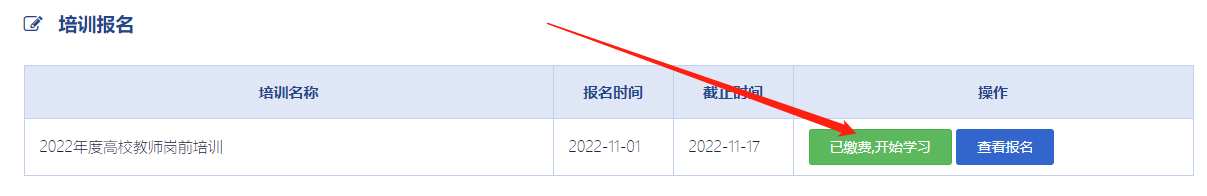 培训报名
培训名称 报名时间 截止时间 操作
2022年度高校教师岗前培训 2022-11-01 2022-11-17 已缴费,开始学习 查看报名